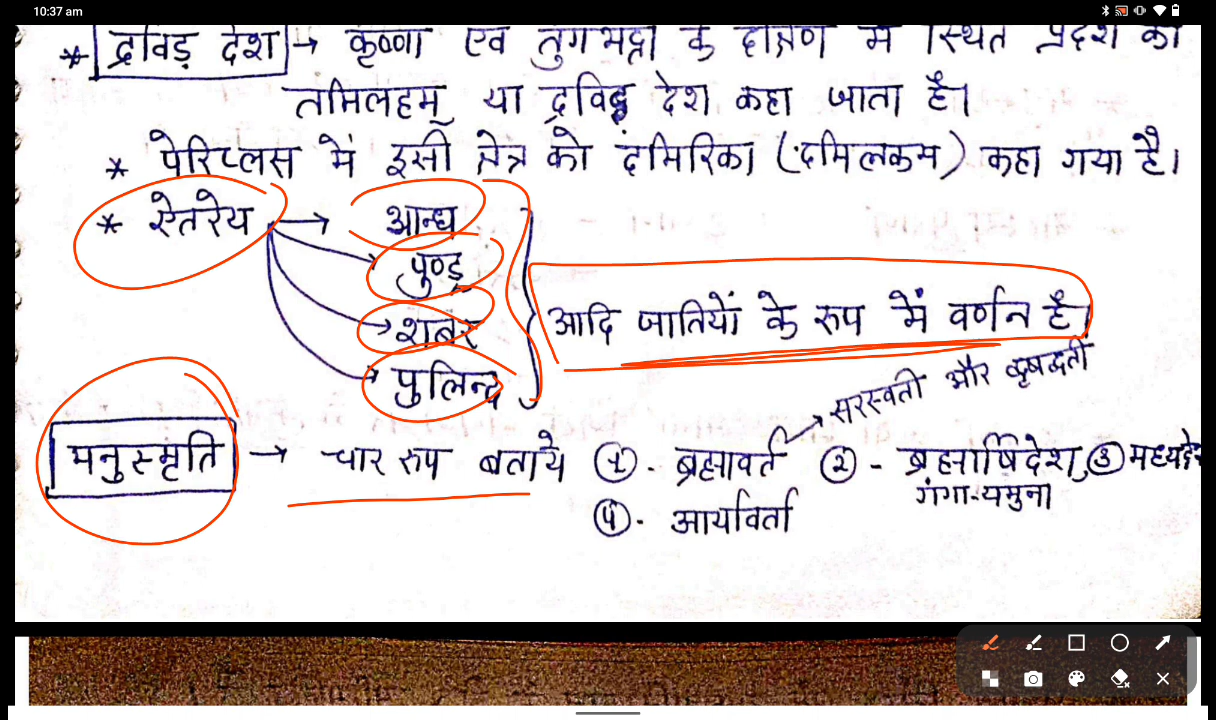 10:37 am
* द्रविड़ देश → कृष्णा एवं तुंगभद्रा के दक्षिण में स्थित प्रदेश को
तमिलहम् या द्रविड़ देश कहा जाता है।
* पेरिप्लस में इसी क्षेत्र को दमिरिका (दमिलकम) कहा गया है।
* ऐतरेय → आन्ध्र
पुण्ड्र
शबर
पुलिन्द
आदि जातियों के रूप में वर्णन है।
सरस्वती और दृषद्वती
मनुस्मृति → चार रूप बताये ① - ब्रह्मावर्त ② - ब्रह्मर्षिदेश, ③ मध्यदेश
गंगा-यमुना
④ - आर्यावर्त